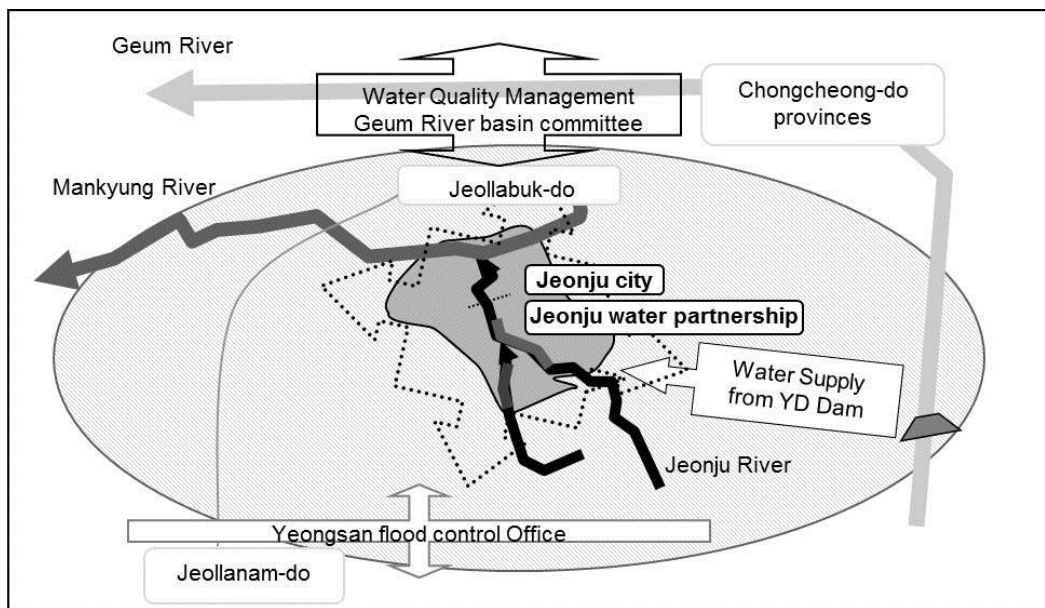 Geum River
Water Quality Management
Geum River basin committee
Chongcheong-do
provinces
Mankyung River
Jeollabuk-do
Jeonju city
Jeonju water partnership
Water Supply
from YD Dam
Jeonju River
Yeongsan flood control Office
Jeollanam-do